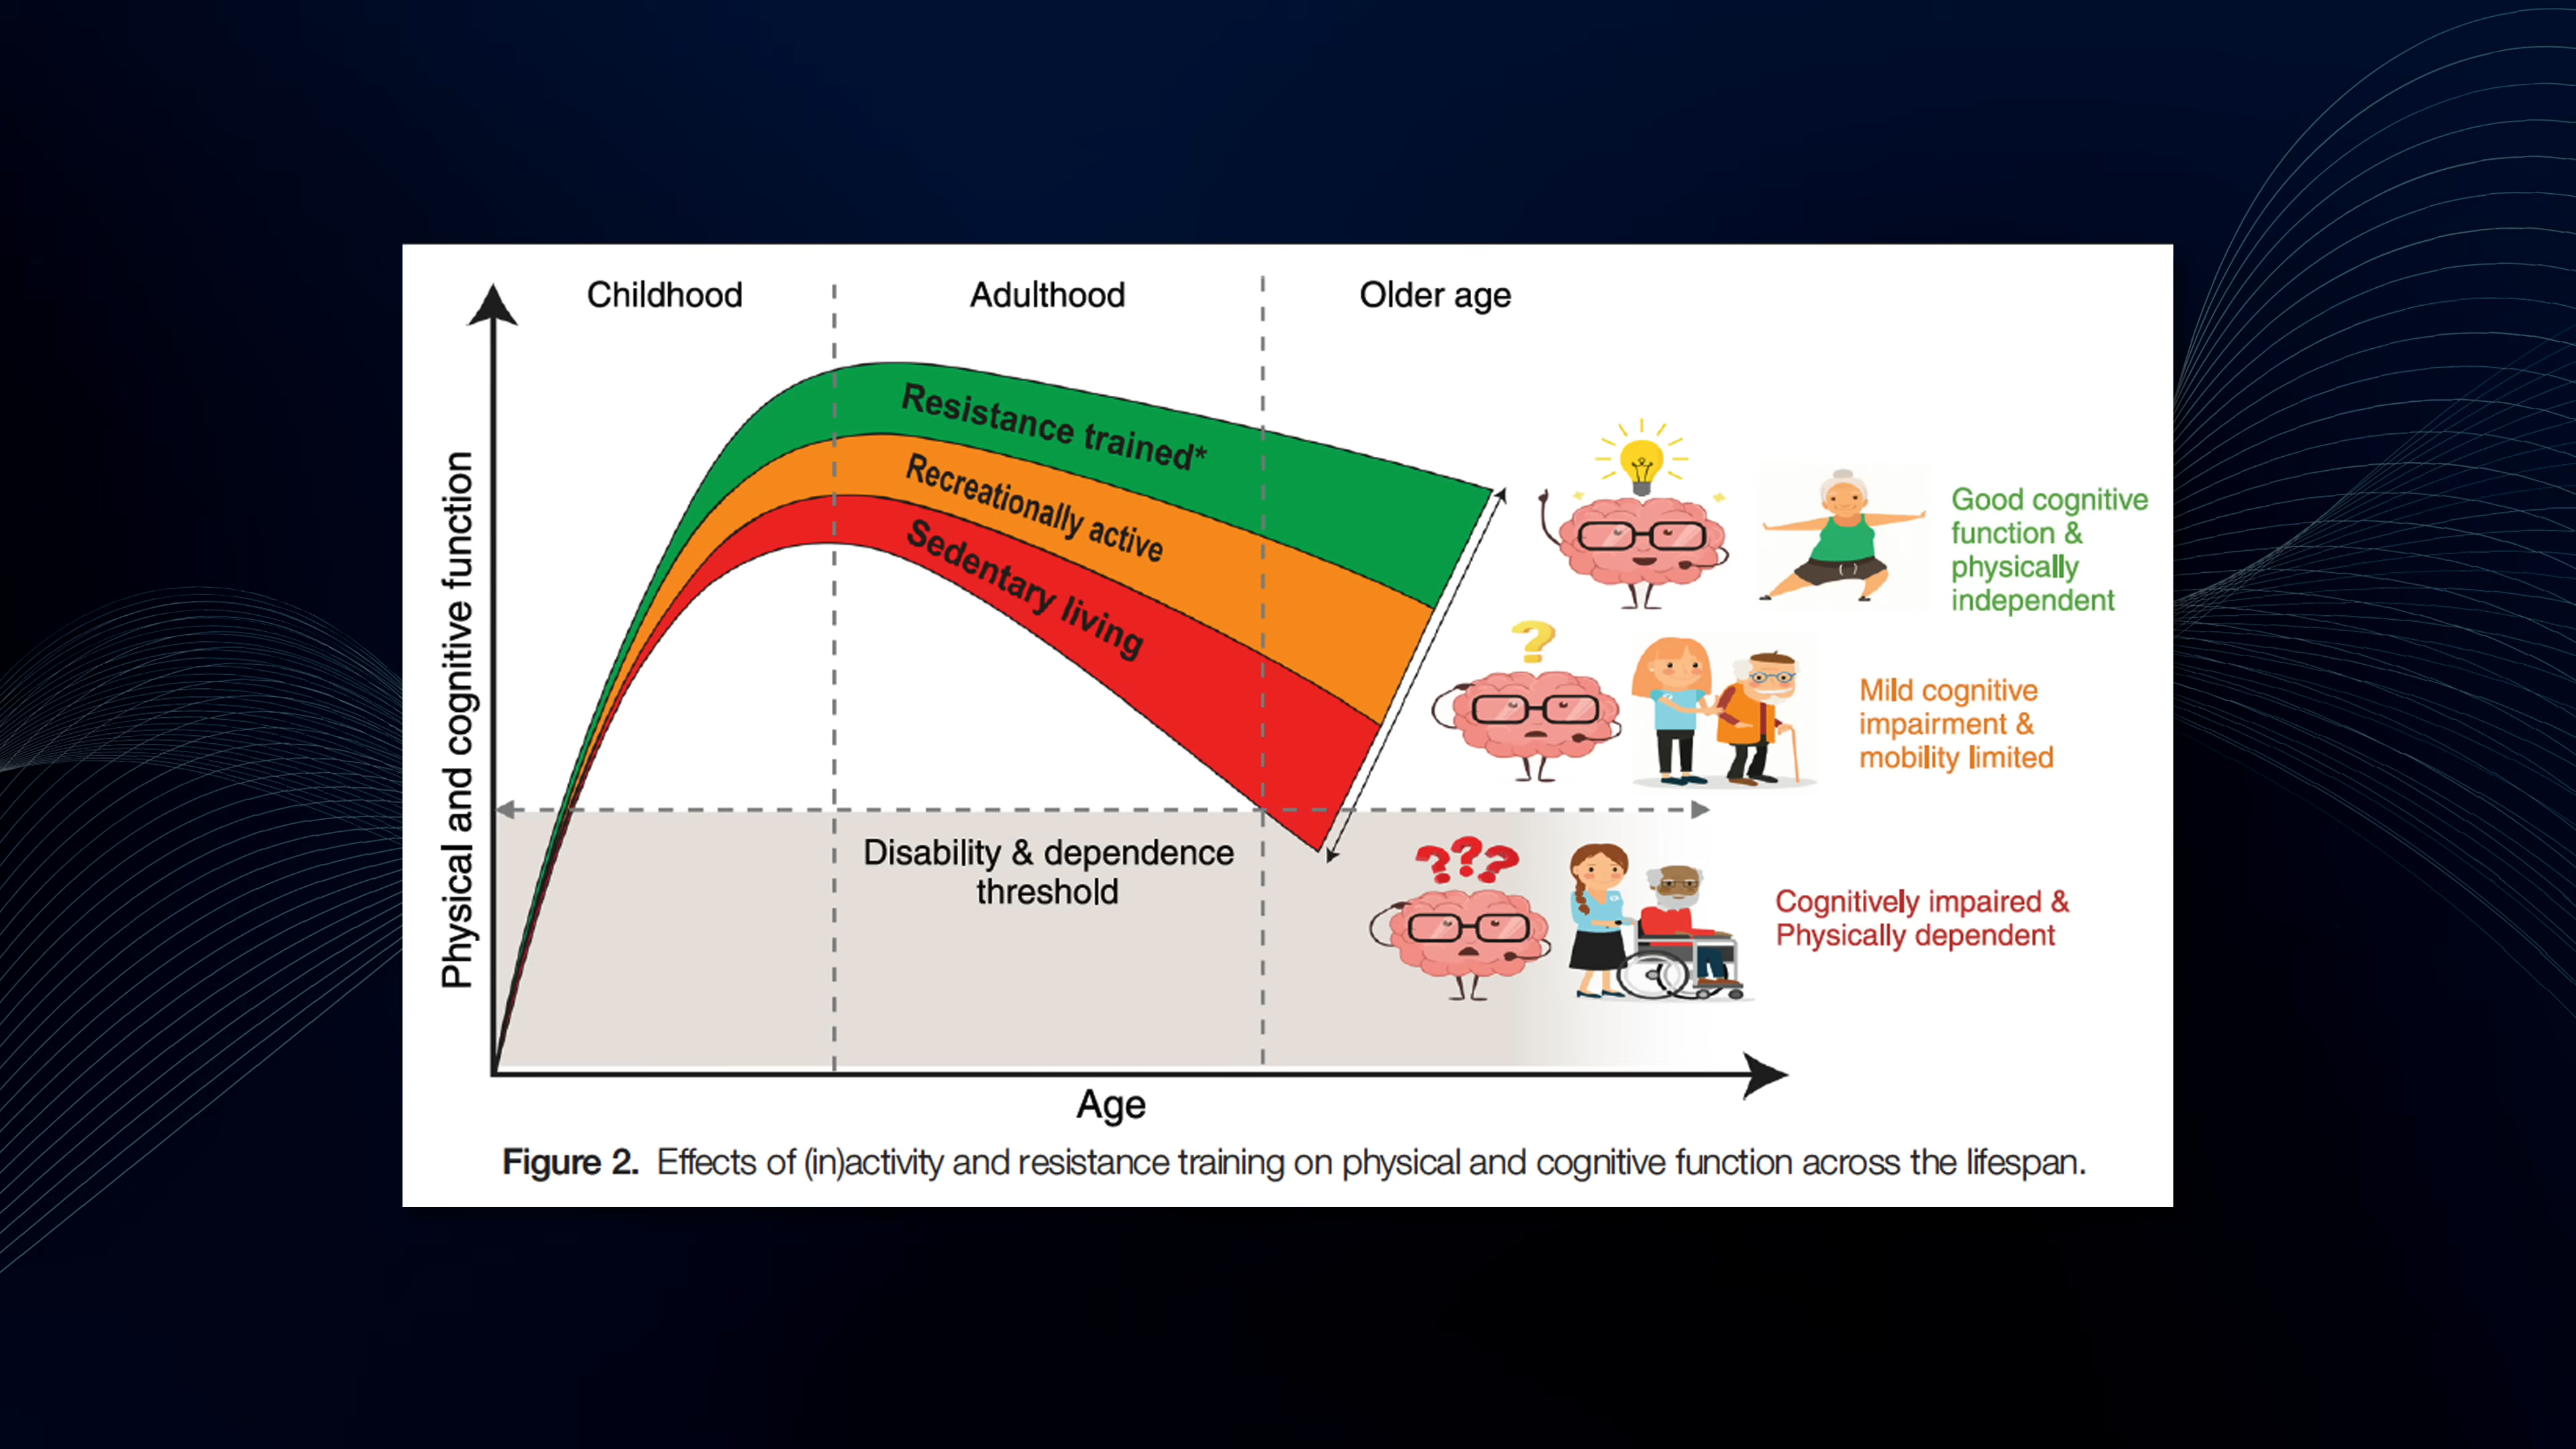 Childhood
Adulthood
Older age
Physical and cognitive function
Resistance trained*
Recreationally active
Sedentary living
?
???
Good cognitive
function &
physically
independent
Mild cognitive
impairment &
mobility limited
Disability & dependence
threshold
Cognitively impaired &
Physically dependent
Age
Figure 2. Effects of (in)activity and resistance training on physical and cognitive function across the lifespan.